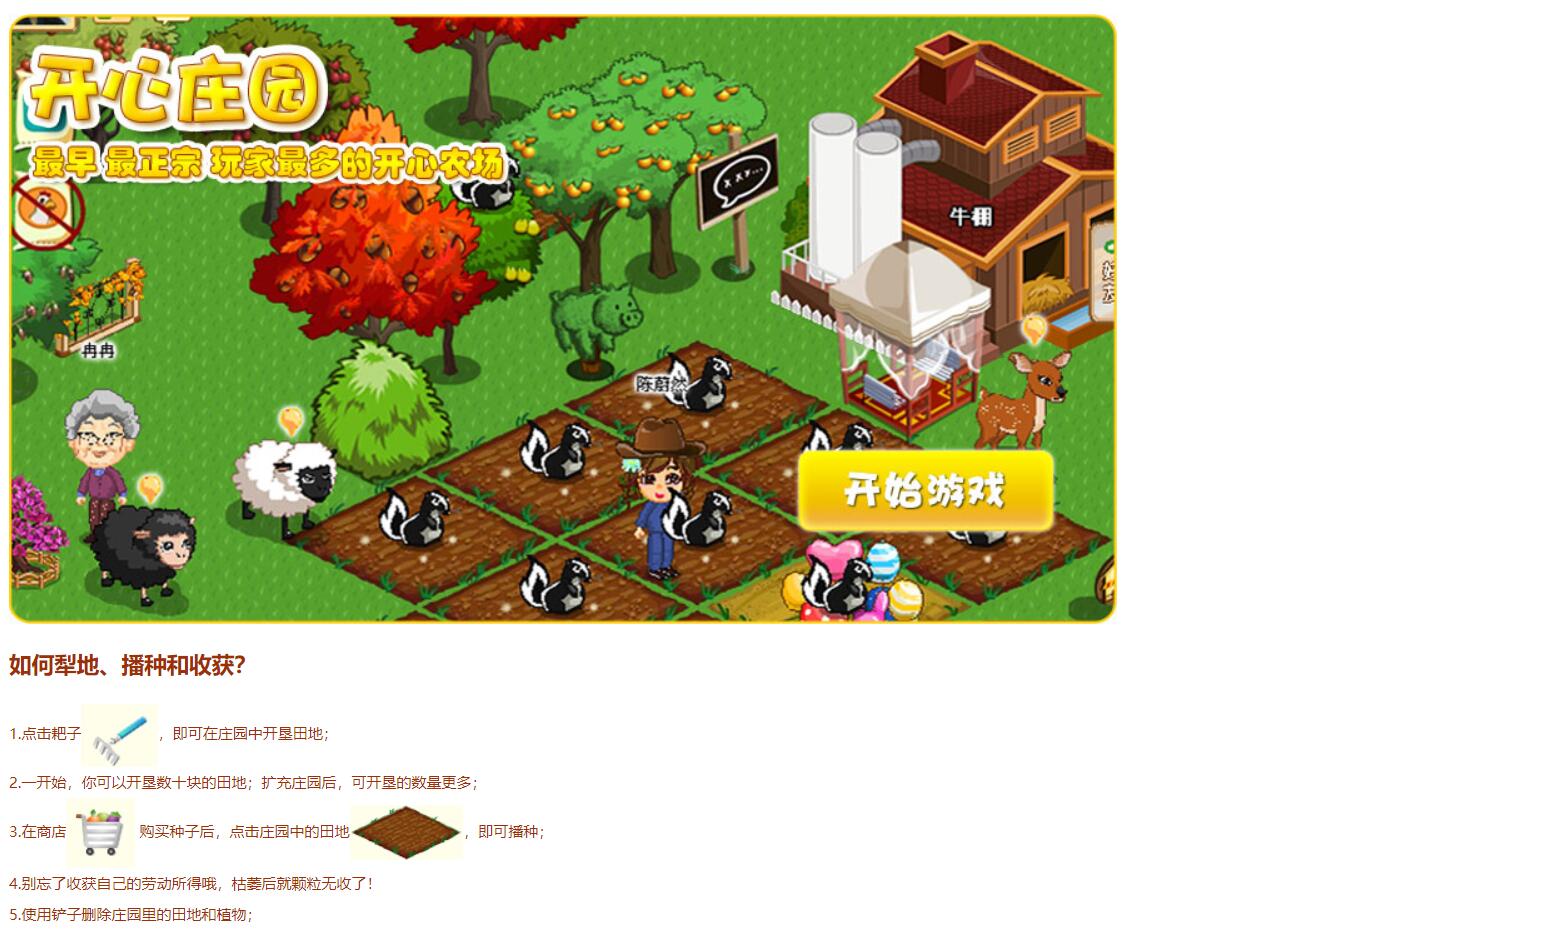 开心庄园
最早 最正宗 玩家最多的开心农场
牛棚
冉冉
陈蔚然
开始游戏
如何犁地、播种和收获？
1.点击耙子，即可在庄园中开垦田地；
2.一开始，你可以开垦数十块的田地；扩充庄园后，可开垦的数量更多；
3.在商店购买种子后，点击庄园中的田地，即可播种；
4.别忘了收获自己的劳动所得哦，枯萎后就颗粒无收了！
5.使用铲子删除庄园里的田地和植物；